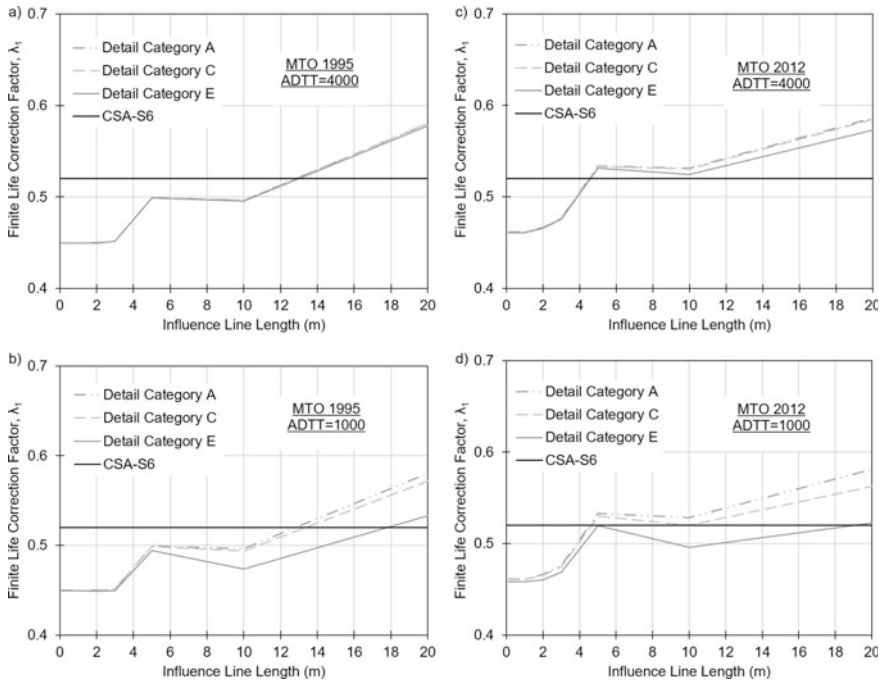 a)
0.7
0.6
0.5
0.4
Finite Life Correction Factor, λ1
Detail Category A
Detail Category C
Detail Category E
CSA-S6
MTO 1995
ADTT=4000
0 2 4 6 8 10 12 14 16 18 20
Influence Line Length (m)
c)
0.7
0.6
0.5
0.4
Finite Life Correction Factor, λ1
Detail Category A
Detail Category C
Detail Category E
CSA-S6
MTO 2012
ADTT=4000
0 2 4 6 8 10 12 14 16 18 20
Influence Line Length (m)
b)
0.7
0.6
0.5
0.4
Finite Life Correction Factor, λ1
Detail Category A
Detail Category C
Detail Category E
CSA-S6
MTO 1995
ADTT=1000
0 2 4 6 8 10 12 14 16 18 20
Influence Line Length (m)
d)
0.7
0.6
0.5
0.4
Finite Life Correction Factor, λ1
Detail Category A
Detail Category C
Detail Category E
CSA-S6
MTO 2012
ADTT=1000
0 2 4 6 8 10 12 14 16 18 20
Influence Line Length (m)